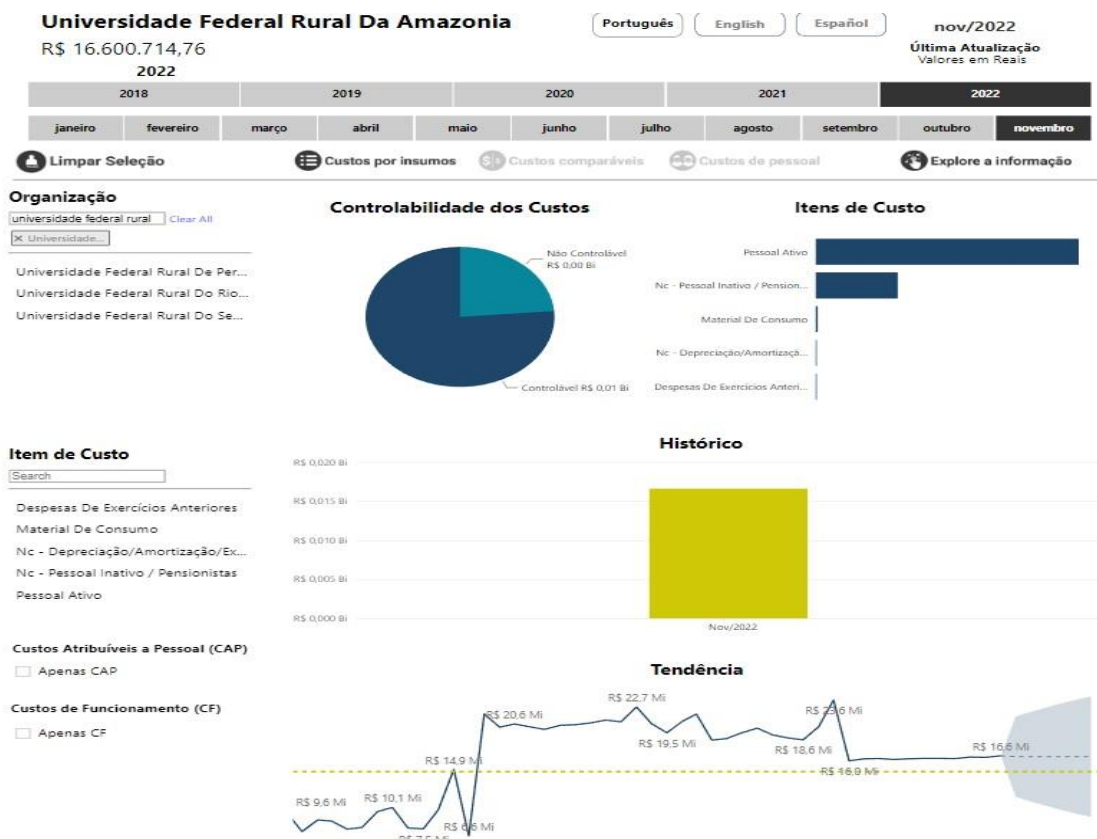 Universidade Federal Rural Da Amazonia
R$ 16.600.714,76
2022
Português English Español
nov/2022
Última Atualização
Valores em Reais
2018 2019 2020 2021 2022
janeiro fevereiro março abril maio junho julho agosto setembro outubro novembro
Limpar Seleção Custos por insumos Custos comparáveis Custos de pessoal Explore a informação
Organização
universidade federal rural Clear All
× Universidade...
Universidade Federal Rural De Per...
Universidade Federal Rural Do Rio...
Universidade Federal Rural Do Se...
Controlabilidade dos Custos
Não Controlável
R$ 0,00 Bi
Controlável R$ 0,01 Bi
Itens de Custo
Pessoal Ativo
Nc - Pessoal Inativo / Pension...
Material De Consumo
Nc - Depreciação/Amortizaçã...
Despesas De Exercícios Anteri...
Item de Custo
Search
Despesas De Exercícios Anteriores
Material De Consumo
Nc - Depreciação/Amortização/Ex...
Nc - Pessoal Inativo / Pensionistas
Pessoal Ativo
Custos Atribuíveis a Pessoal (CAP)
Apenas CAP
Custos de Funcionamento (CF)
Apenas CF
Histórico
R$ 0,020 Bi
R$ 0,015 Bi
R$ 0,010 Bi
R$ 0,005 Bi
R$ 0,000 Bi
Nov/2022
Tendência
R$ 22,7 Mi
R$ 20,6 Mi
R$ 23,6 Mi
R$ 19,5 Mi
R$ 18,6 Mi
R$ 16,6 Mi
R$ 14,9 Mi
R$ 16,0 Mi
R$ 9,6 Mi
R$ 10,1 Mi
R$ 6,6 Mi